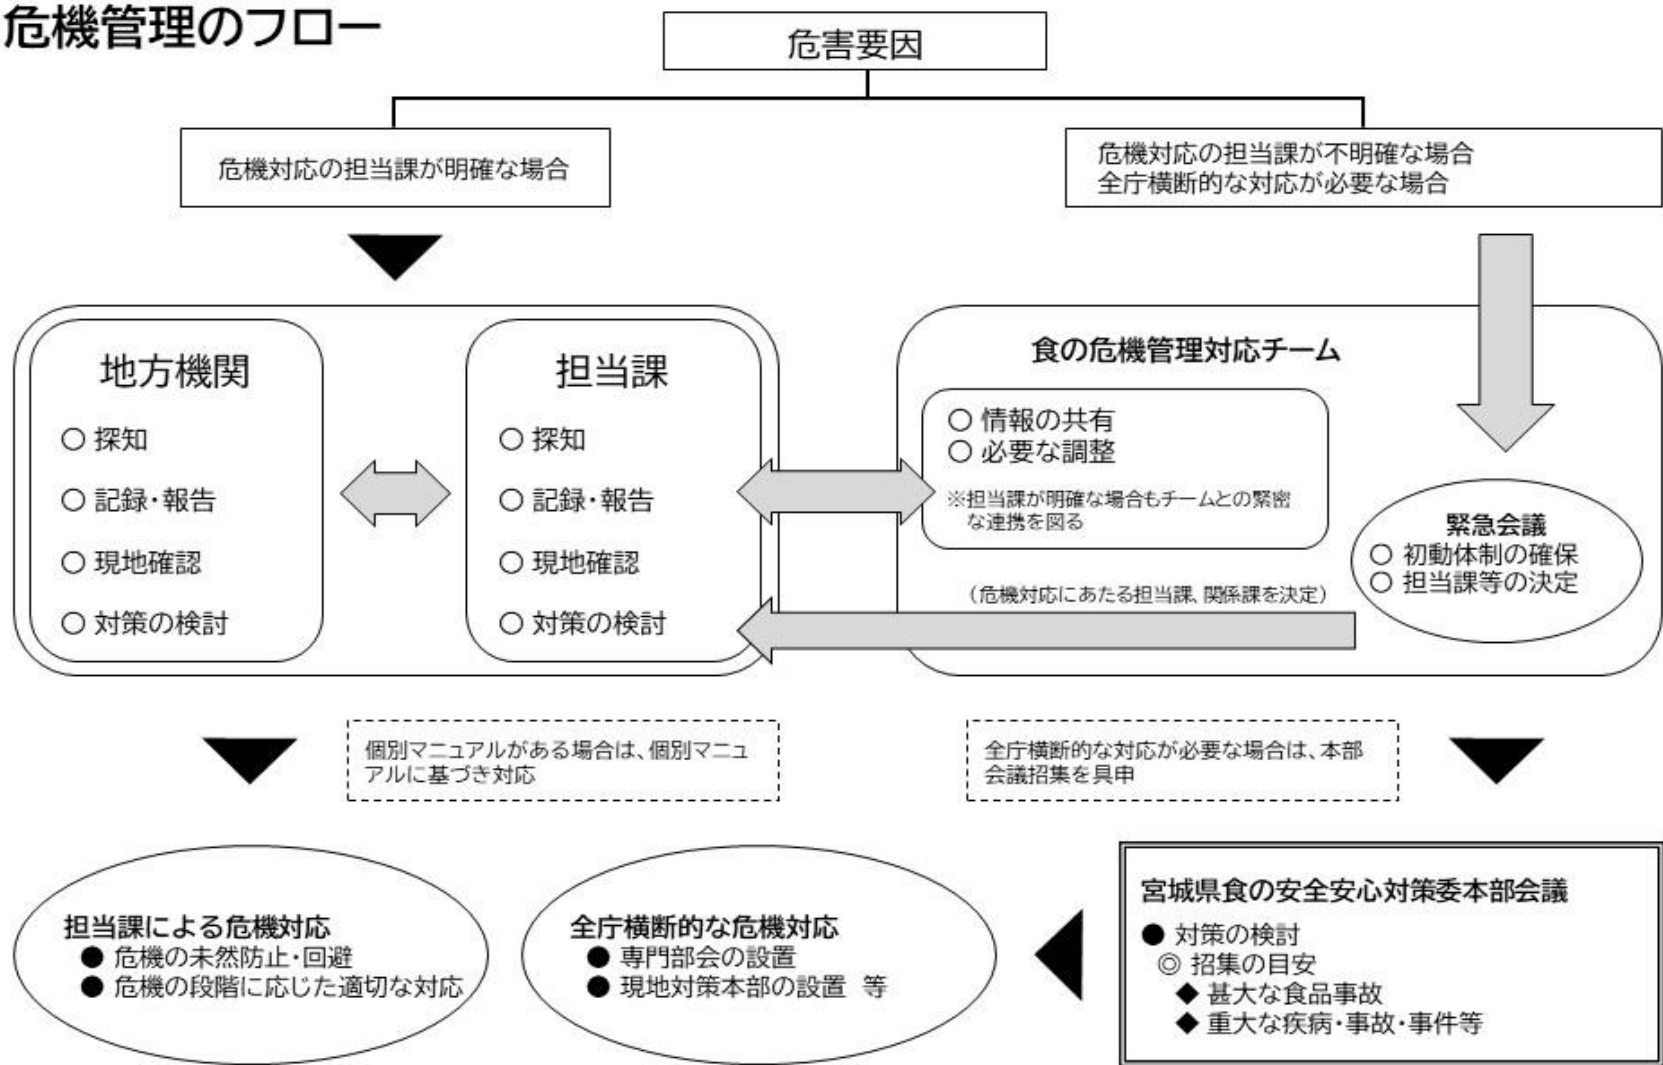 危機管理のフロー
危害要因
危機対応の担当課が明確な場合
危機対応の担当課が不明確な場合
全庁横断的な対応が必要な場合
地方機関
○ 探知
○ 記録・報告
○ 現地確認
○ 対策の検討
担当課
○ 探知
○ 記録・報告
○ 現地確認
○ 対策の検討
食の危機管理対応チーム
○ 情報の共有
○ 必要な調整
※担当課が明確な場合もチームとの緊密
な連携を図る
(危機対応にあたる担当課、関係課を決定)
緊急会議
○ 初動体制の確保
○ 担当課等の決定
個別マニュアルがある場合は、個別マニュ
アルに基づき対応
全庁横断的な対応が必要な場合は、本部
会議招集を具申
担当課による危機対応
● 危機の未然防止・回避
● 危機の段階に応じた適切な対応
全庁横断的な危機対応
● 専門部会の設置
● 現地対策本部の設置 等
宮城県食の安全安心対策委本部会議
● 対策の検討
◎ 招集の目安
◆ 甚大な食品事故
◆ 重大な疾病・事故・事件等